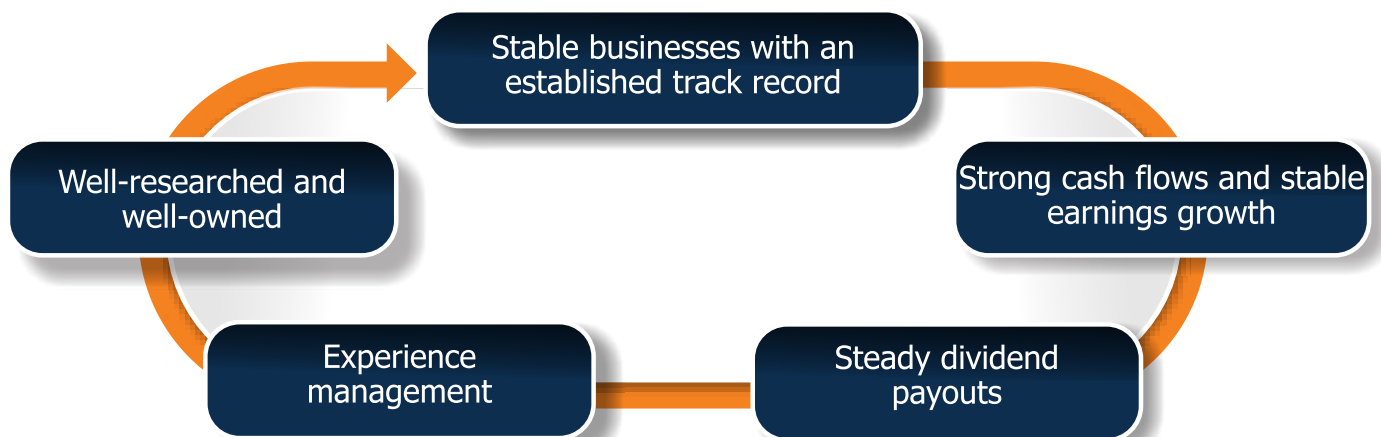 Stable businesses with an
established track record
Strong cash flows and stable
earnings growth
Steady dividend
payouts
Experience
management
Well-researched and
well-owned